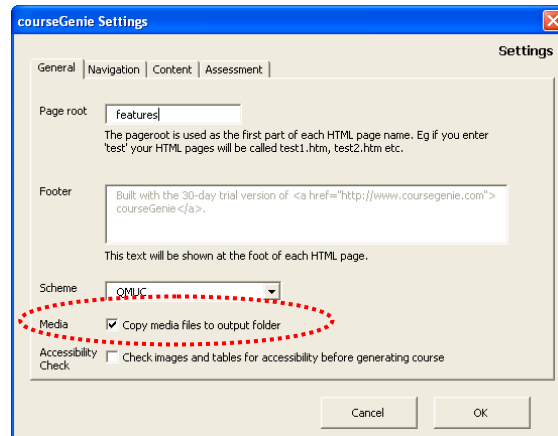 courseGenie Settings
Settings
General Navigation Content Assessment
Page root features
The pageroot is used as the first part of each HTML page name. Eg if you enter
'test' your HTML pages will be called test1.htm, test2.htm etc.
Footer Built with the 30-day trial version of <a href="http://www.coursegenie.com">
courseGenie</a>.
This text will be shown at the foot of each HTML page.
Scheme QMUC
Media Copy media files to output folder
Accessibility Check images and tables for accessibility before generating course
Check
Cancel OK